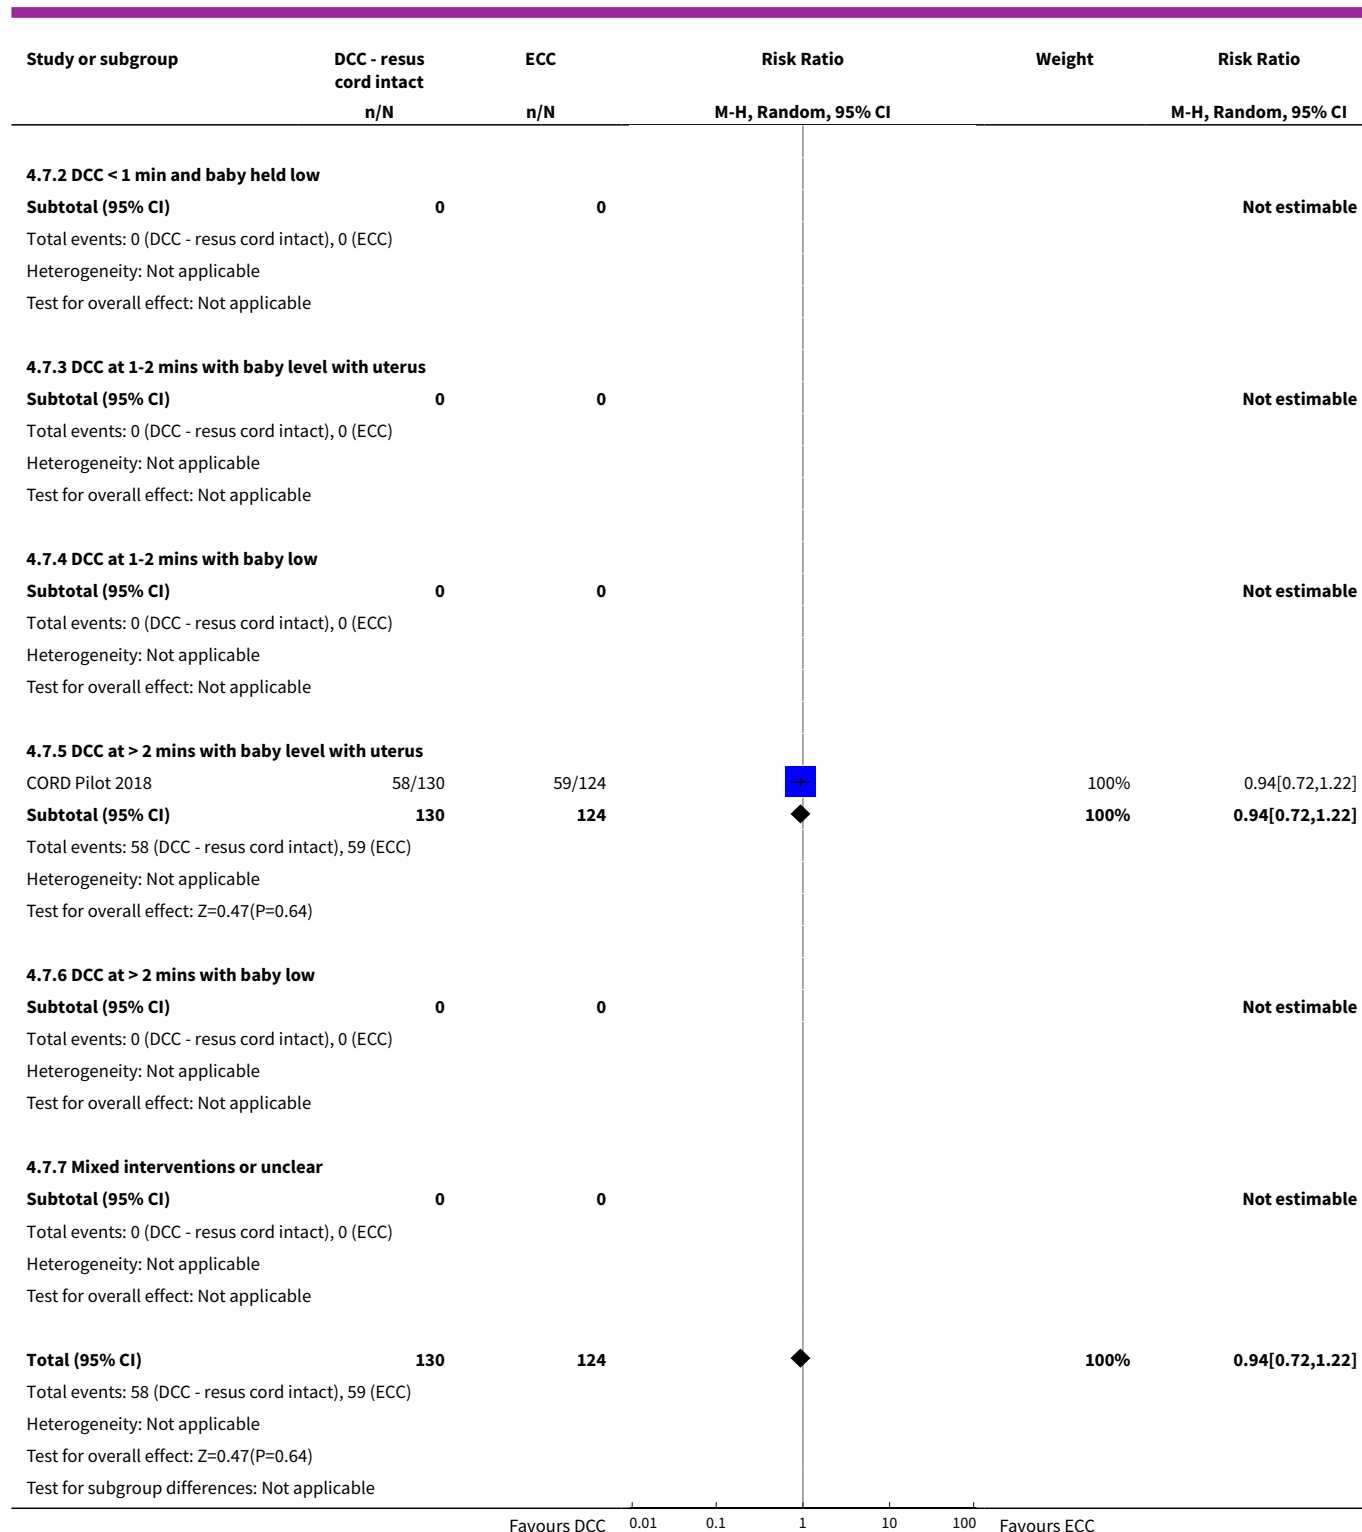 Study or subgroup DCC - resus cord intact ECC Risk Ratio Weight Risk Ratio
n/N n/N M-H, Random, 95% CI M-H, Random, 95% CI
4.7.2 DCC < 1 min and baby held low
Subtotal (95% CI) 0 0 Not estimable
Total events: 0 (DCC - resus cord intact), 0 (ECC)
Heterogeneity: Not applicable
Test for overall effect: Not applicable
4.7.3 DCC at 1-2 mins with baby level with uterus
Subtotal (95% CI) 0 0 Not estimable
Total events: 0 (DCC - resus cord intact), 0 (ECC)
Heterogeneity: Not applicable
Test for overall effect: Not applicable
4.7.4 DCC at 1-2 mins with baby low
Subtotal (95% CI) 0 0 Not estimable
Total events: 0 (DCC - resus cord intact), 0 (ECC)
Heterogeneity: Not applicable
Test for overall effect: Not applicable
4.7.5 DCC at > 2 mins with baby level with uterus
CORD Pilot 2018 58/130 59/124 100% 0.94[0.72,1.22]
Subtotal (95% CI) 130 124 100% 0.94[0.72,1.22]
Total events: 58 (DCC - resus cord intact), 59 (ECC)
Heterogeneity: Not applicable
Test for overall effect: Z=0.47(P=0.64)
4.7.6 DCC at > 2 mins with baby low
Subtotal (95% CI) 0 0 Not estimable
Total events: 0 (DCC - resus cord intact), 0 (ECC)
Heterogeneity: Not applicable
Test for overall effect: Not applicable
4.7.7 Mixed interventions or unclear
Subtotal (95% CI) 0 0 Not estimable
Total events: 0 (DCC - resus cord intact), 0 (ECC)
Heterogeneity: Not applicable
Test for overall effect: Not applicable
Total (95% CI) 130 124 100% 0.94[0.72,1.22]
Total events: 58 (DCC - resus cord intact), 59 (ECC)
Heterogeneity: Not applicable
Test for overall effect: Z=0.47(P=0.64)
Test for subgroup differences: Not applicable
Favours DCC 0.01 0.1 1 10 100 Favours ECC